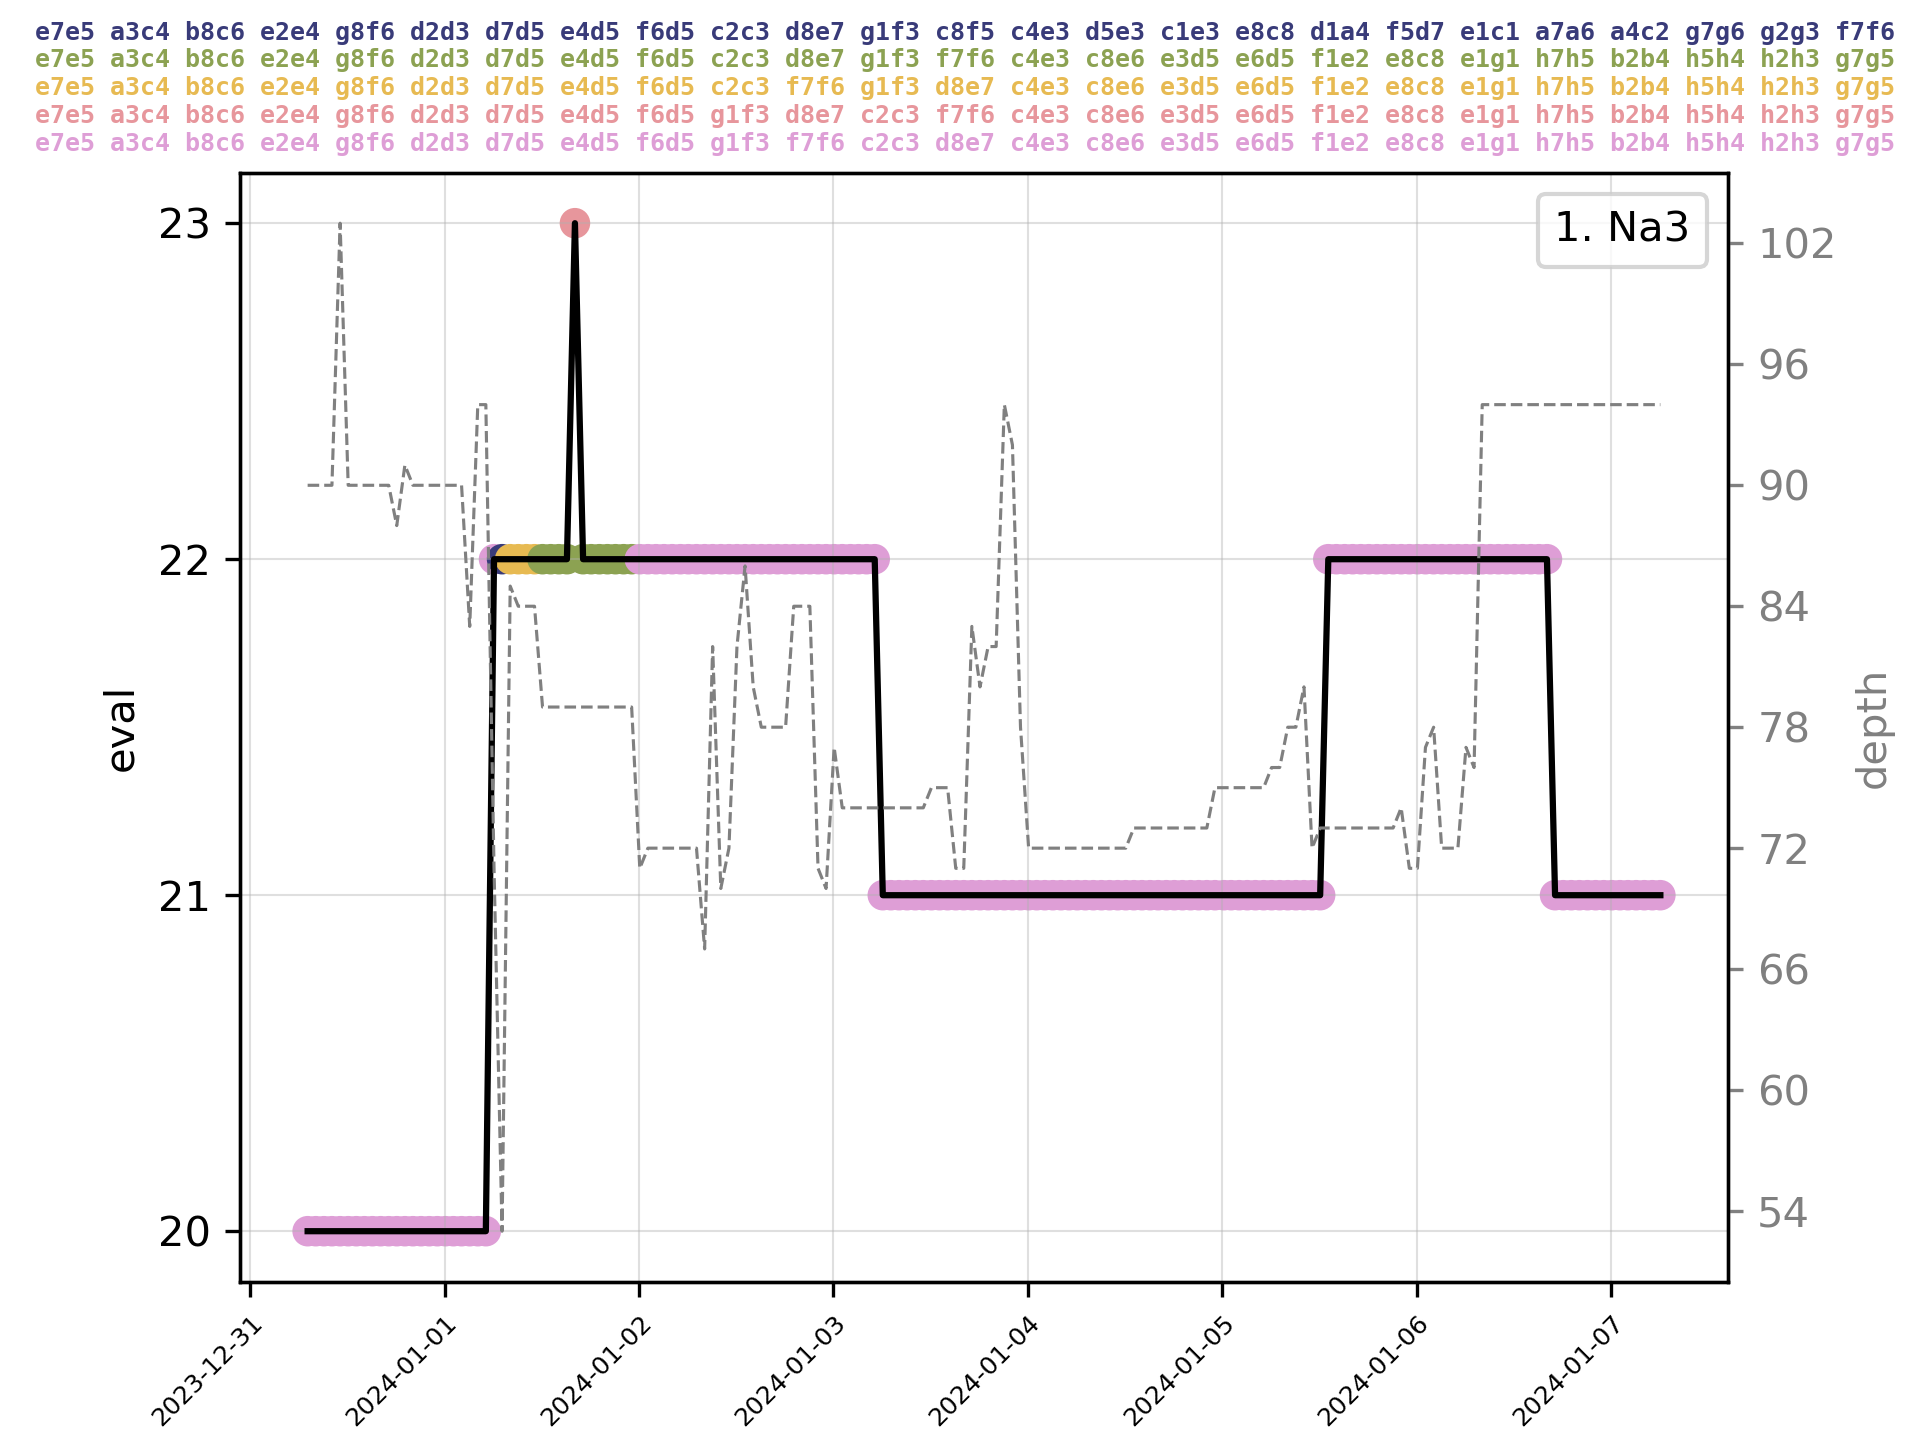 e7e5 a3c4 b8c6 e2e4 g8f6 d2d3 d7d5 e4d5 f6d5 c2c3 d8e7 g1f3 c8f5 c4e3 d5e3 c1e3 e8c8 d1a4 f5d7 e1c1 a7a6 a4c2 g7g6 g2g3 f7f6
e7e5 a3c4 b8c6 e2e4 g8f6 d2d3 d7d5 e4d5 f6d5 c2c3 d8e7 g1f3 f7f6 c4e3 c8e6 e3d5 e6d5 f1e2 e8c8 e1g1 h7h5 b2b4 h5h4 h2h3 g7g5
e7e5 a3c4 b8c6 e2e4 g8f6 d2d3 d7d5 e4d5 f6d5 c2c3 f7f6 g1f3 d8e7 c4e3 c8e6 e3d5 e6d5 f1e2 e8c8 e1g1 h7h5 b2b4 h5h4 h2h3 g7g5
e7e5 a3c4 b8c6 e2e4 g8f6 d2d3 d7d5 e4d5 f6d5 g1f3 d8e7 c2c3 f7f6 c4e3 c8e6 e3d5 e6d5 f1e2 e8c8 e1g1 h7h5 b2b4 h5h4 h2h3 g7g5
e7e5 a3c4 b8c6 e2e4 g8f6 d2d3 d7d5 e4d5 f6d5 g1f3 f7f6 c2c3 d8e7 c4e3 c8e6 e3d5 e6d5 f1e2 e8c8 e1g1 h7h5 b2b4 h5h4 h2h3 g7g5
1. Na3
23
22
21
20
eval
102
96
90
84
78
72
66
60
54
depth
2023-12-31
2024-01-01
2024-01-02
2024-01-03
2024-01-04
2024-01-05
2024-01-06
2024-01-07